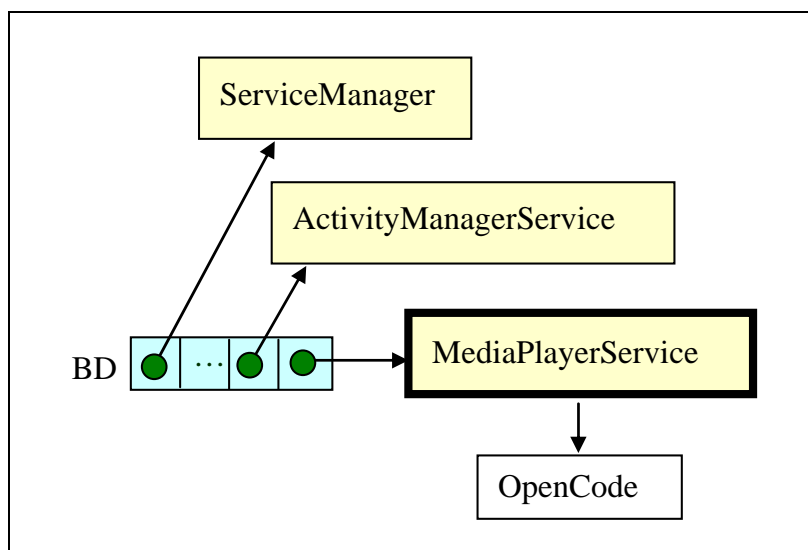 ServiceManager
ActivityManagerService
MediaPlayerService
BD
...
OpenCode